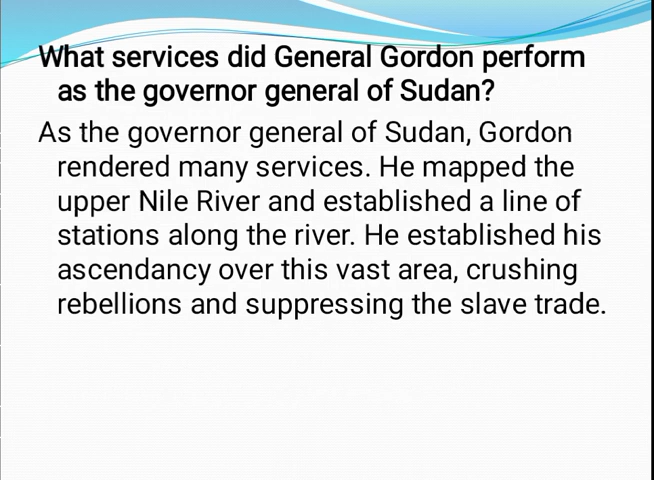 What services did General Gordon perform
as the governor general of Sudan?
As the governor general of Sudan, Gordon
rendered many services. He mapped the
upper Nile River and established a line of
stations along the river. He established his
ascendancy over this vast area, crushing
rebellions and suppressing the slave trade.